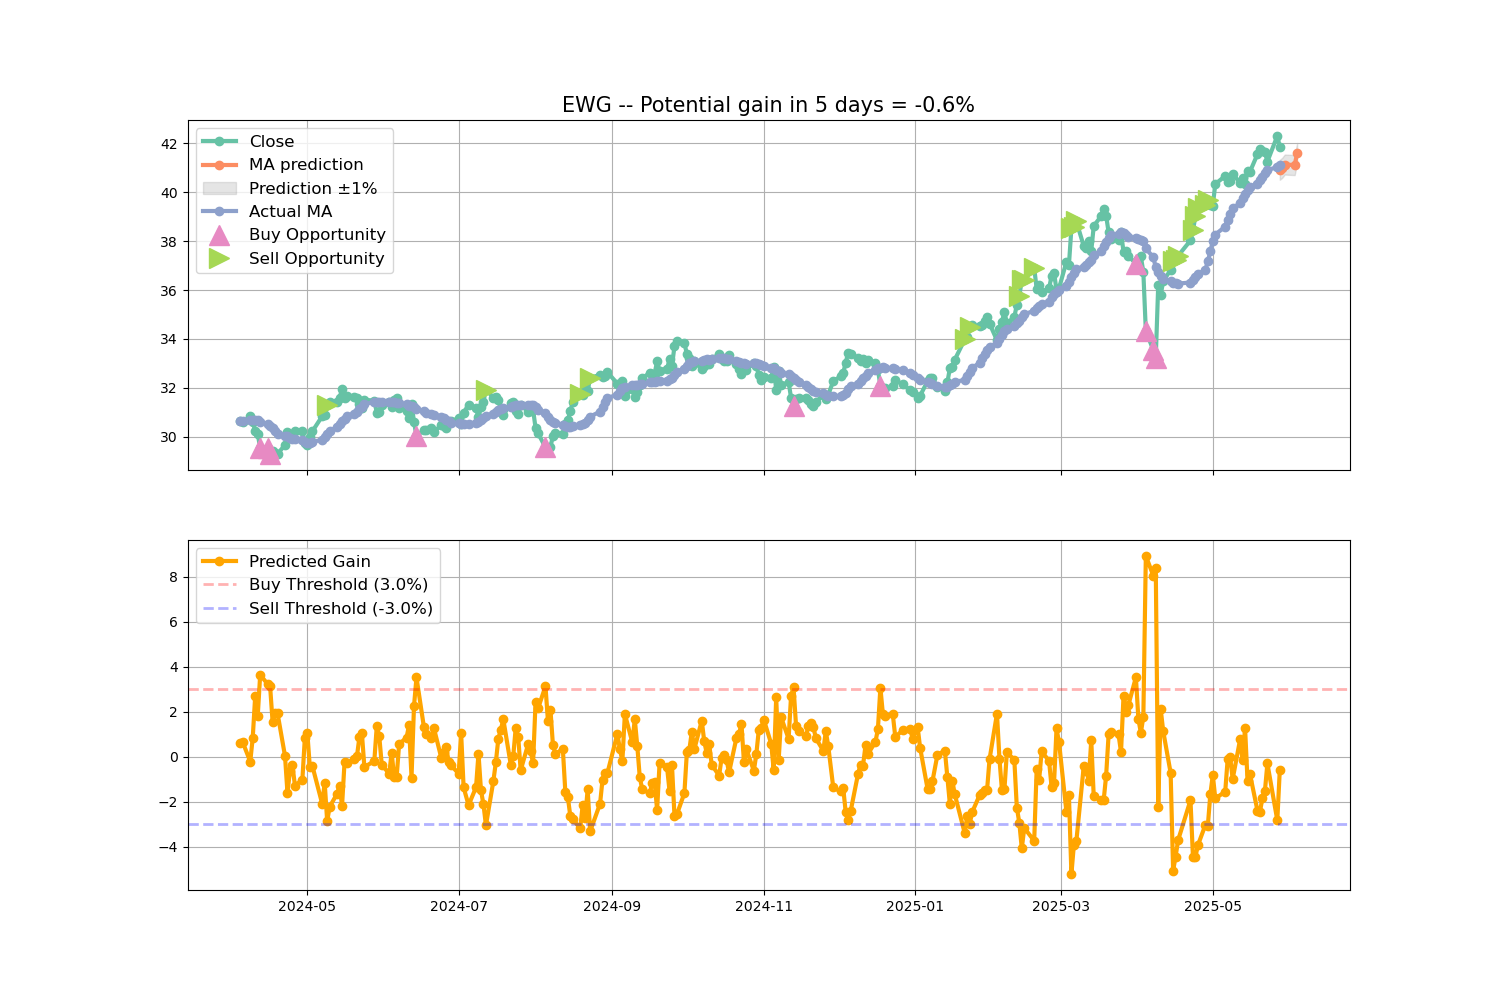 EWG -- Potential gain in 5 days = -0.6%
Close
MA prediction
Prediction ±1%
Actual MA
Buy Opportunity
Sell Opportunity
42
40
38
36
34
32
30
Predicted Gain
Buy Threshold (3.0%)
Sell Threshold (-3.0%)
8
6
4
2
0
−2
−4
2024-05
2024-07
2024-09
2024-11
2025-01
2025-03
2025-05